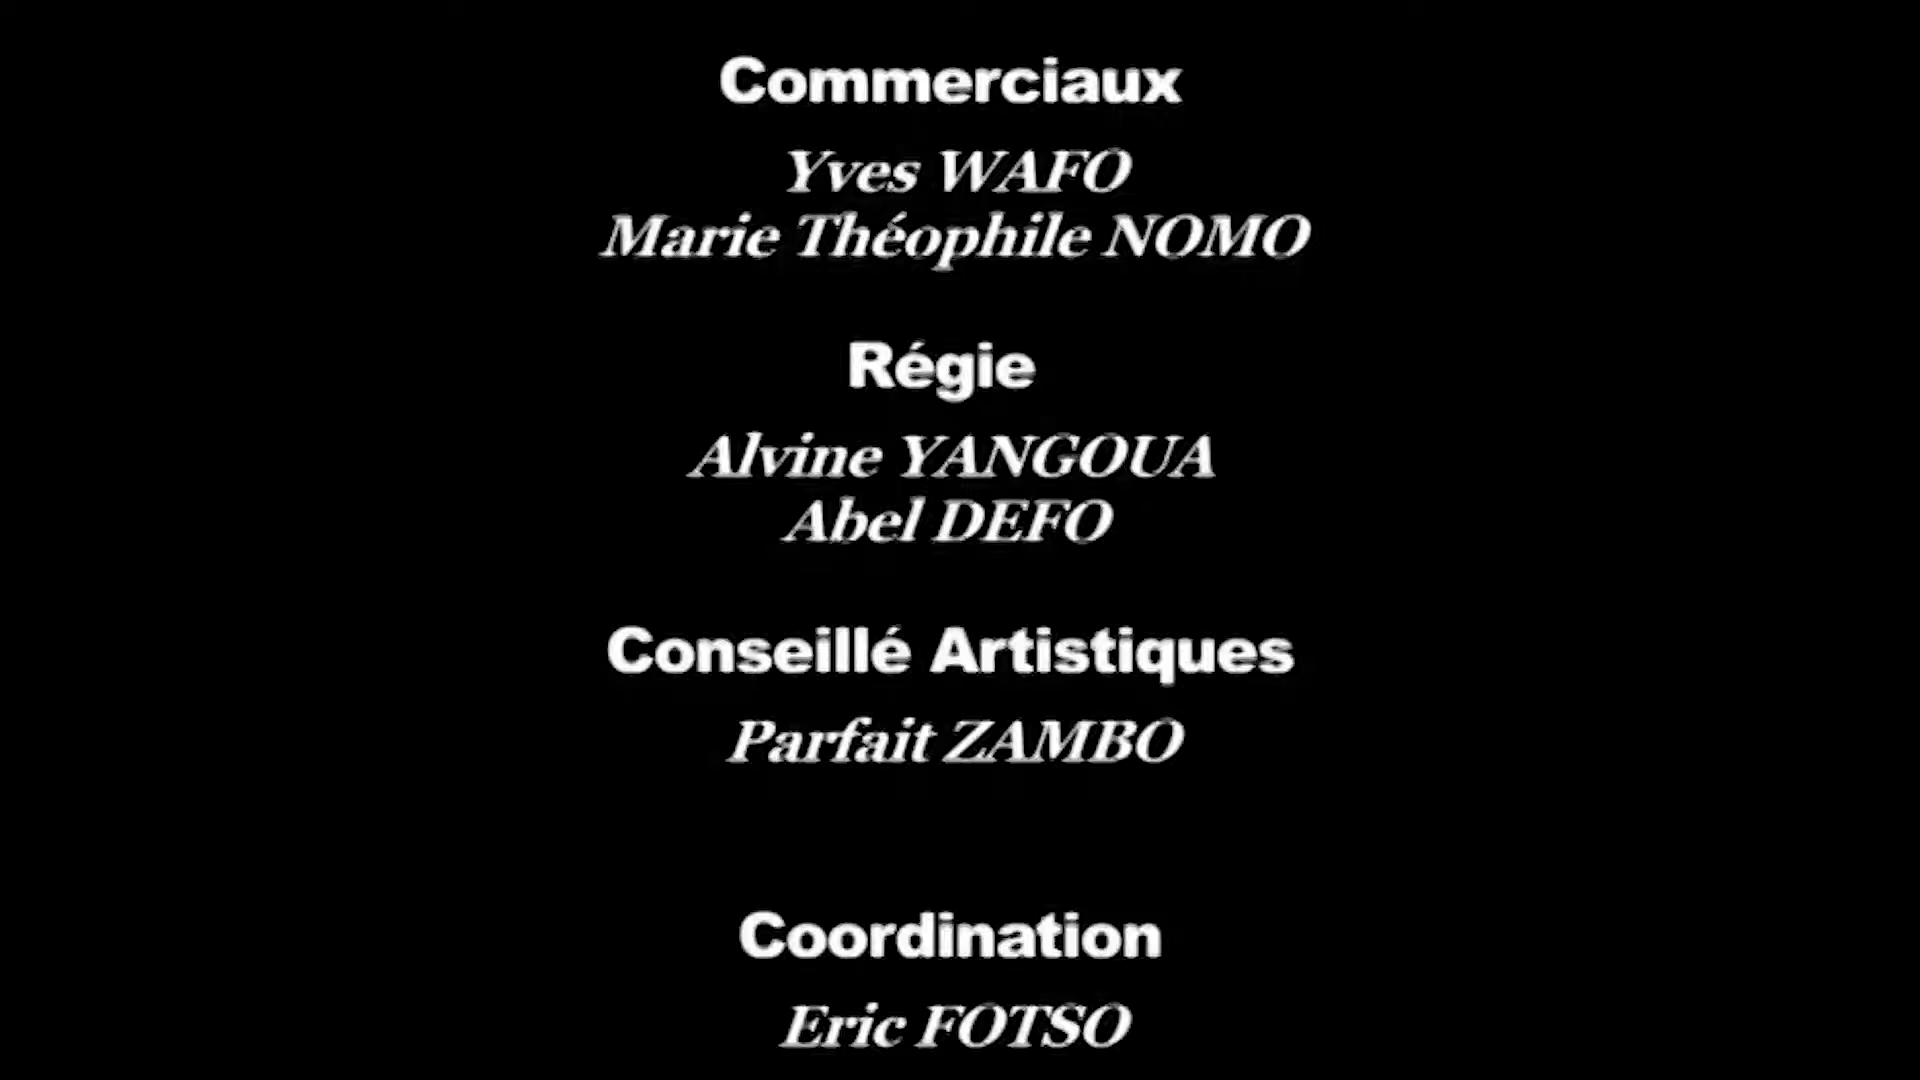 Commerciaux
Yves WAFO
Marie Théophile NOMO
Régie
Alvine YANGOUA
Abel DEFO
Conseillé Artistiques
Parfait ZAMBO
Coordination
Eric FOTSO